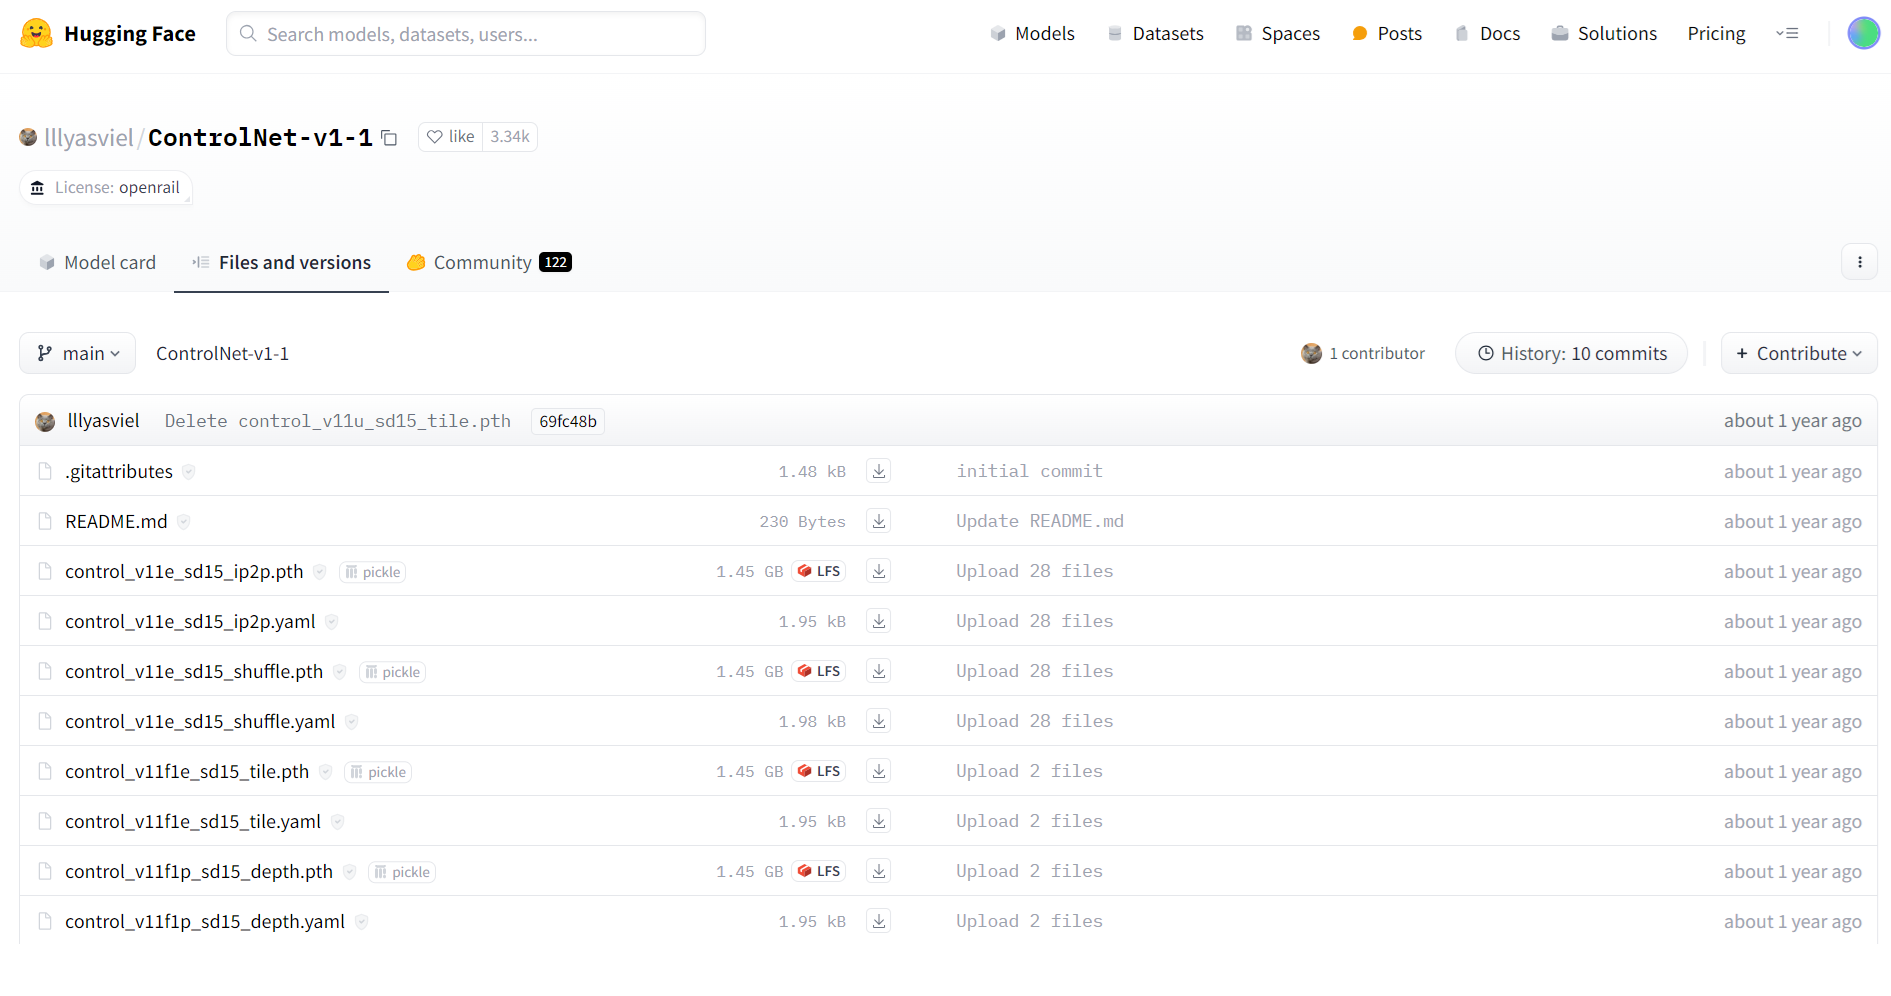 Hugging Face Search models, datasets, users... Models Datasets Spaces Posts Docs Solutions Pricing
lllyasviel/ControlNet-v1-1 like 3.34k
License: openrail
Model card Files and versions Community 122
main ControlNet-v1-1 1 contributor History: 10 commits + Contribute
lllyasviel Delete control_v11u_sd15_tile.pth 69fc48b about 1 year ago
.gitattributes 1.48 kB initial commit about 1 year ago
README.md 230 Bytes Update README.md about 1 year ago
control_v11e_sd15_ip2p.pth pickle 1.45 GB LFS Upload 28 files about 1 year ago
control_v11e_sd15_ip2p.yaml 1.95 kB Upload 28 files about 1 year ago
control_v11e_sd15_shuffle.pth pickle 1.45 GB LFS Upload 28 files about 1 year ago
control_v11e_sd15_shuffle.yaml 1.98 kB Upload 28 files about 1 year ago
control_v11f1e_sd15_tile.pth pickle 1.45 GB LFS Upload 2 files about 1 year ago
control_v11f1e_sd15_tile.yaml 1.95 kB Upload 2 files about 1 year ago
control_v11f1p_sd15_depth.pth pickle 1.45 GB LFS Upload 2 files about 1 year ago
control_v11f1p_sd15_depth.yaml 1.95 kB Upload 2 files about 1 year ago